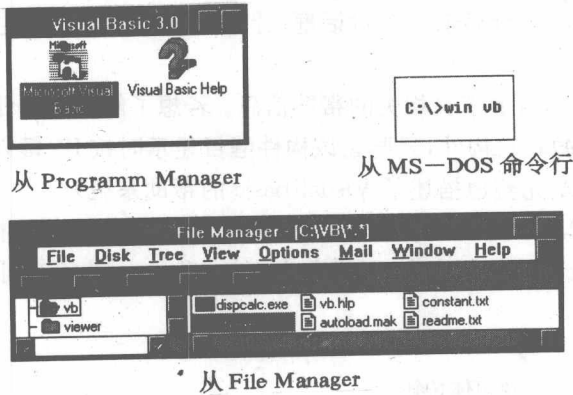 Visual Basic 3.0
Microsoft
Microsoft Visual Basic
Visual Basic Help
C:\>win vb
从 Programm Manager
从 MS—DOS 命令行
File Manager - [C:\VB\*.*]
File Disk Tree View Options Mail Window Help
vb
dispcalc.exe
vb.hlp
constant.txt
viewer
autoload.mak
readme.txt
从 File Manager